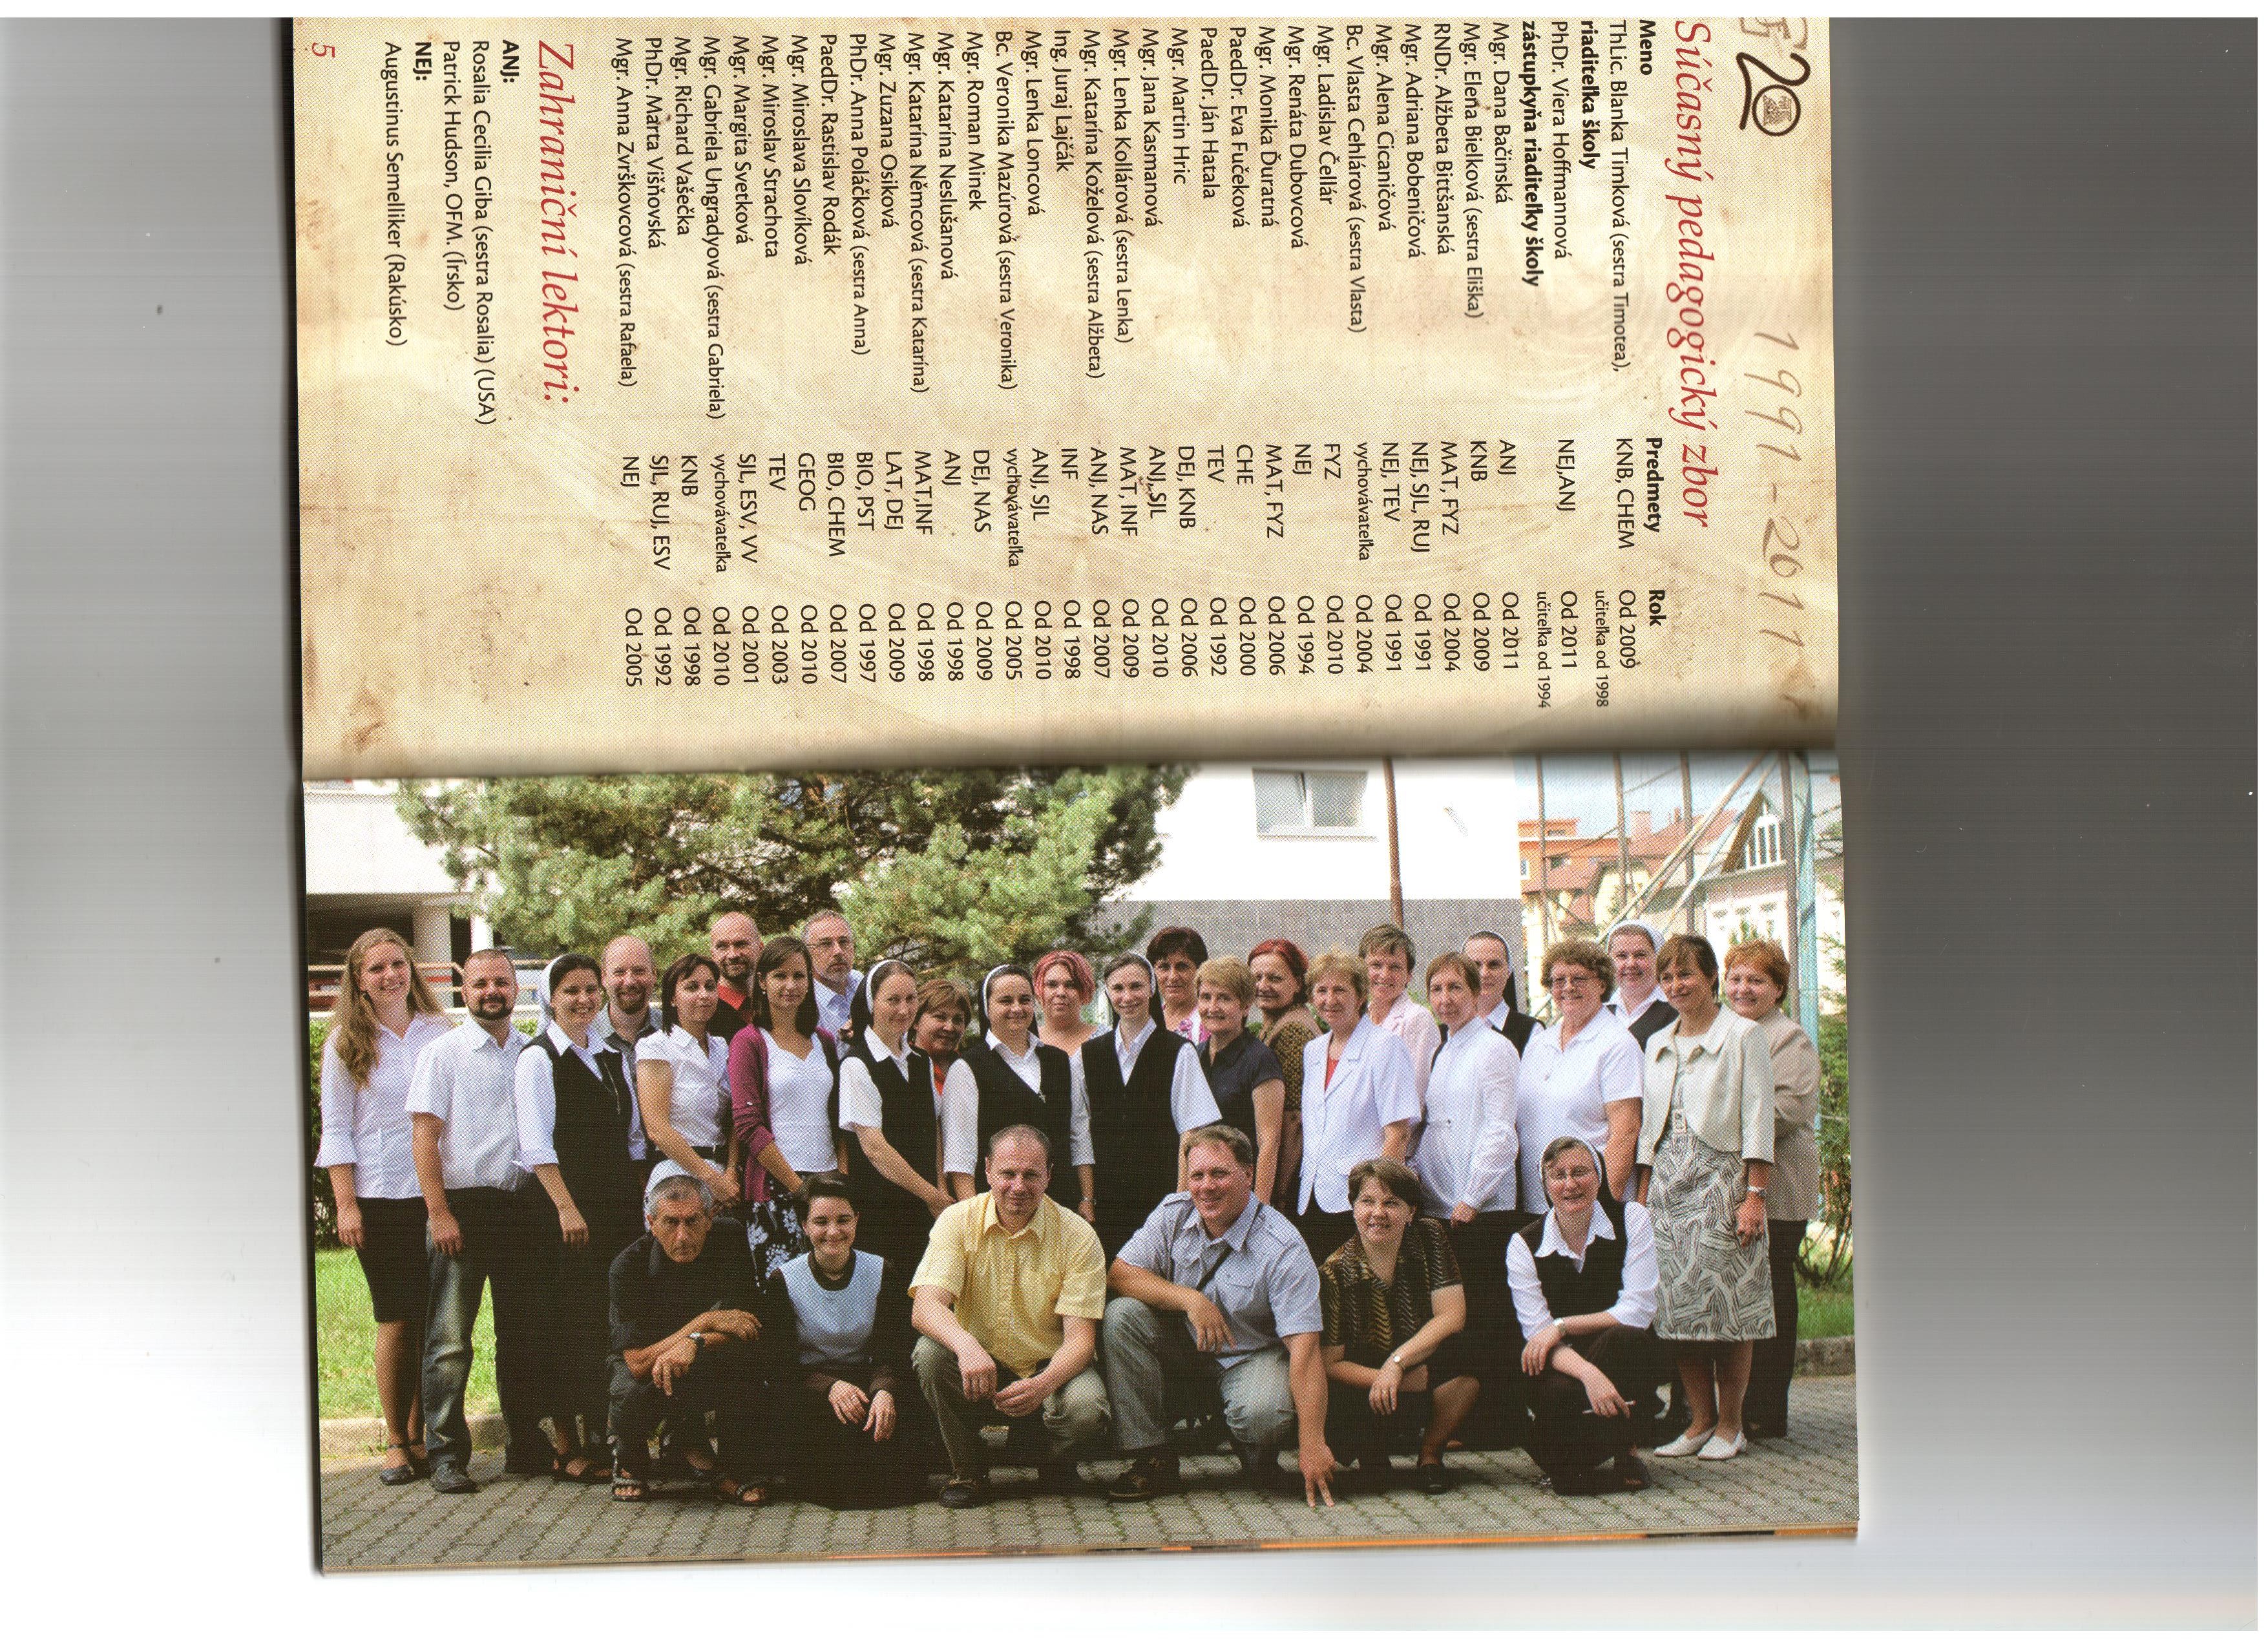 20 1991-2011
Súčasný pedagogický zbor
Meno Predmety Rok
ThLic. Blanka Timková (sestra Timotea), KNB, CHEM Od 2009
riaditeľka školy učiteľka od 1998
PhDr. Viera Hoffmannová NEJ,ANJ Od 2011
zástupkyňa riaditeľky školy učiteľka od 1994
Mgr. Dana Bačinská ANJ Od 2011
Mgr. Elena Bielková (sestra Eliška) KNB Od 2009
RNDr. Alžbeta Bittšanská MAT, FYZ Od 2004
Mgr. Adriana Bobeničová NEJ, SJL, RUJ Od 1991
Mgr. Alena Cicaničová NEJ, TEV Od 1991
Bc. Vlasta Cehlárová (sestra Vlasta) vychovávateľka Od 2004
Mgr. Ladislav Čellár FYZ Od 2010
Mgr. Renáta Dubovcová NEJ Od 1994
Mgr. Monika Ďuratná MAT, FYZ Od 2006
PaedDr. Eva Fučeková CHE Od 2000
PaedDr. Ján Hatala TEV Od 1992
Mgr. Martin Hric DEJ, KNB Od 2006
Mgr. Jana Kasmanová ANJ, SJL Od 2010
Mgr. Lenka Kollárová (sestra Lenka) MAT, INF Od 2009
Mgr. Katarína Koželová (sestra Alžbeta) ANJ, NAS Od 2007
Ing. Juraj Lajčák INF Od 1998
Mgr. Lenka Loncová ANJ, SJL Od 2010
Bc. Veronika Mazúrová (sestra Veronika) vychovávateľka Od 2005
Mgr. Roman Minek DEJ, NAS Od 2009
Mgr. Katarína Neslušanová ANJ Od 1998
Mgr. Katarína Němcová (sestra Katarína) MAT,INF Od 1998
Mgr. Zuzana Osiková LAT, DEJ Od 2009
PhDr. Anna Poláčková (sestra Anna) BIO, PST Od 1997
PaedDr. Rastislav Rodák BIO, CHEM Od 2007
Mgr. Miroslava Slovíková GEOG Od 2010
Mgr. Miroslav Strachota TEV Od 2003
Mgr. Margita Svetková SJL, ESV, VV Od 2001
Mgr. Gabriela Ungradyová (sestra Gabriela) vychovávateľka Od 2010
Mgr. Richard Vašečka KNB Od 1998
PhDr. Marta Višňovská SJL, RUJ, ESV Od 1992
Mgr. Anna Zvrškovcová (sestra Rafaela) NEJ Od 2005
Zahraniční lektori:
ANJ:
Rosalia Cecilia Giba (sestra Rosalia) (USA)
Patrick Hudson, OFM. (Írsko)
NEJ:
Augustinus Semelliker (Rakúsko)
5